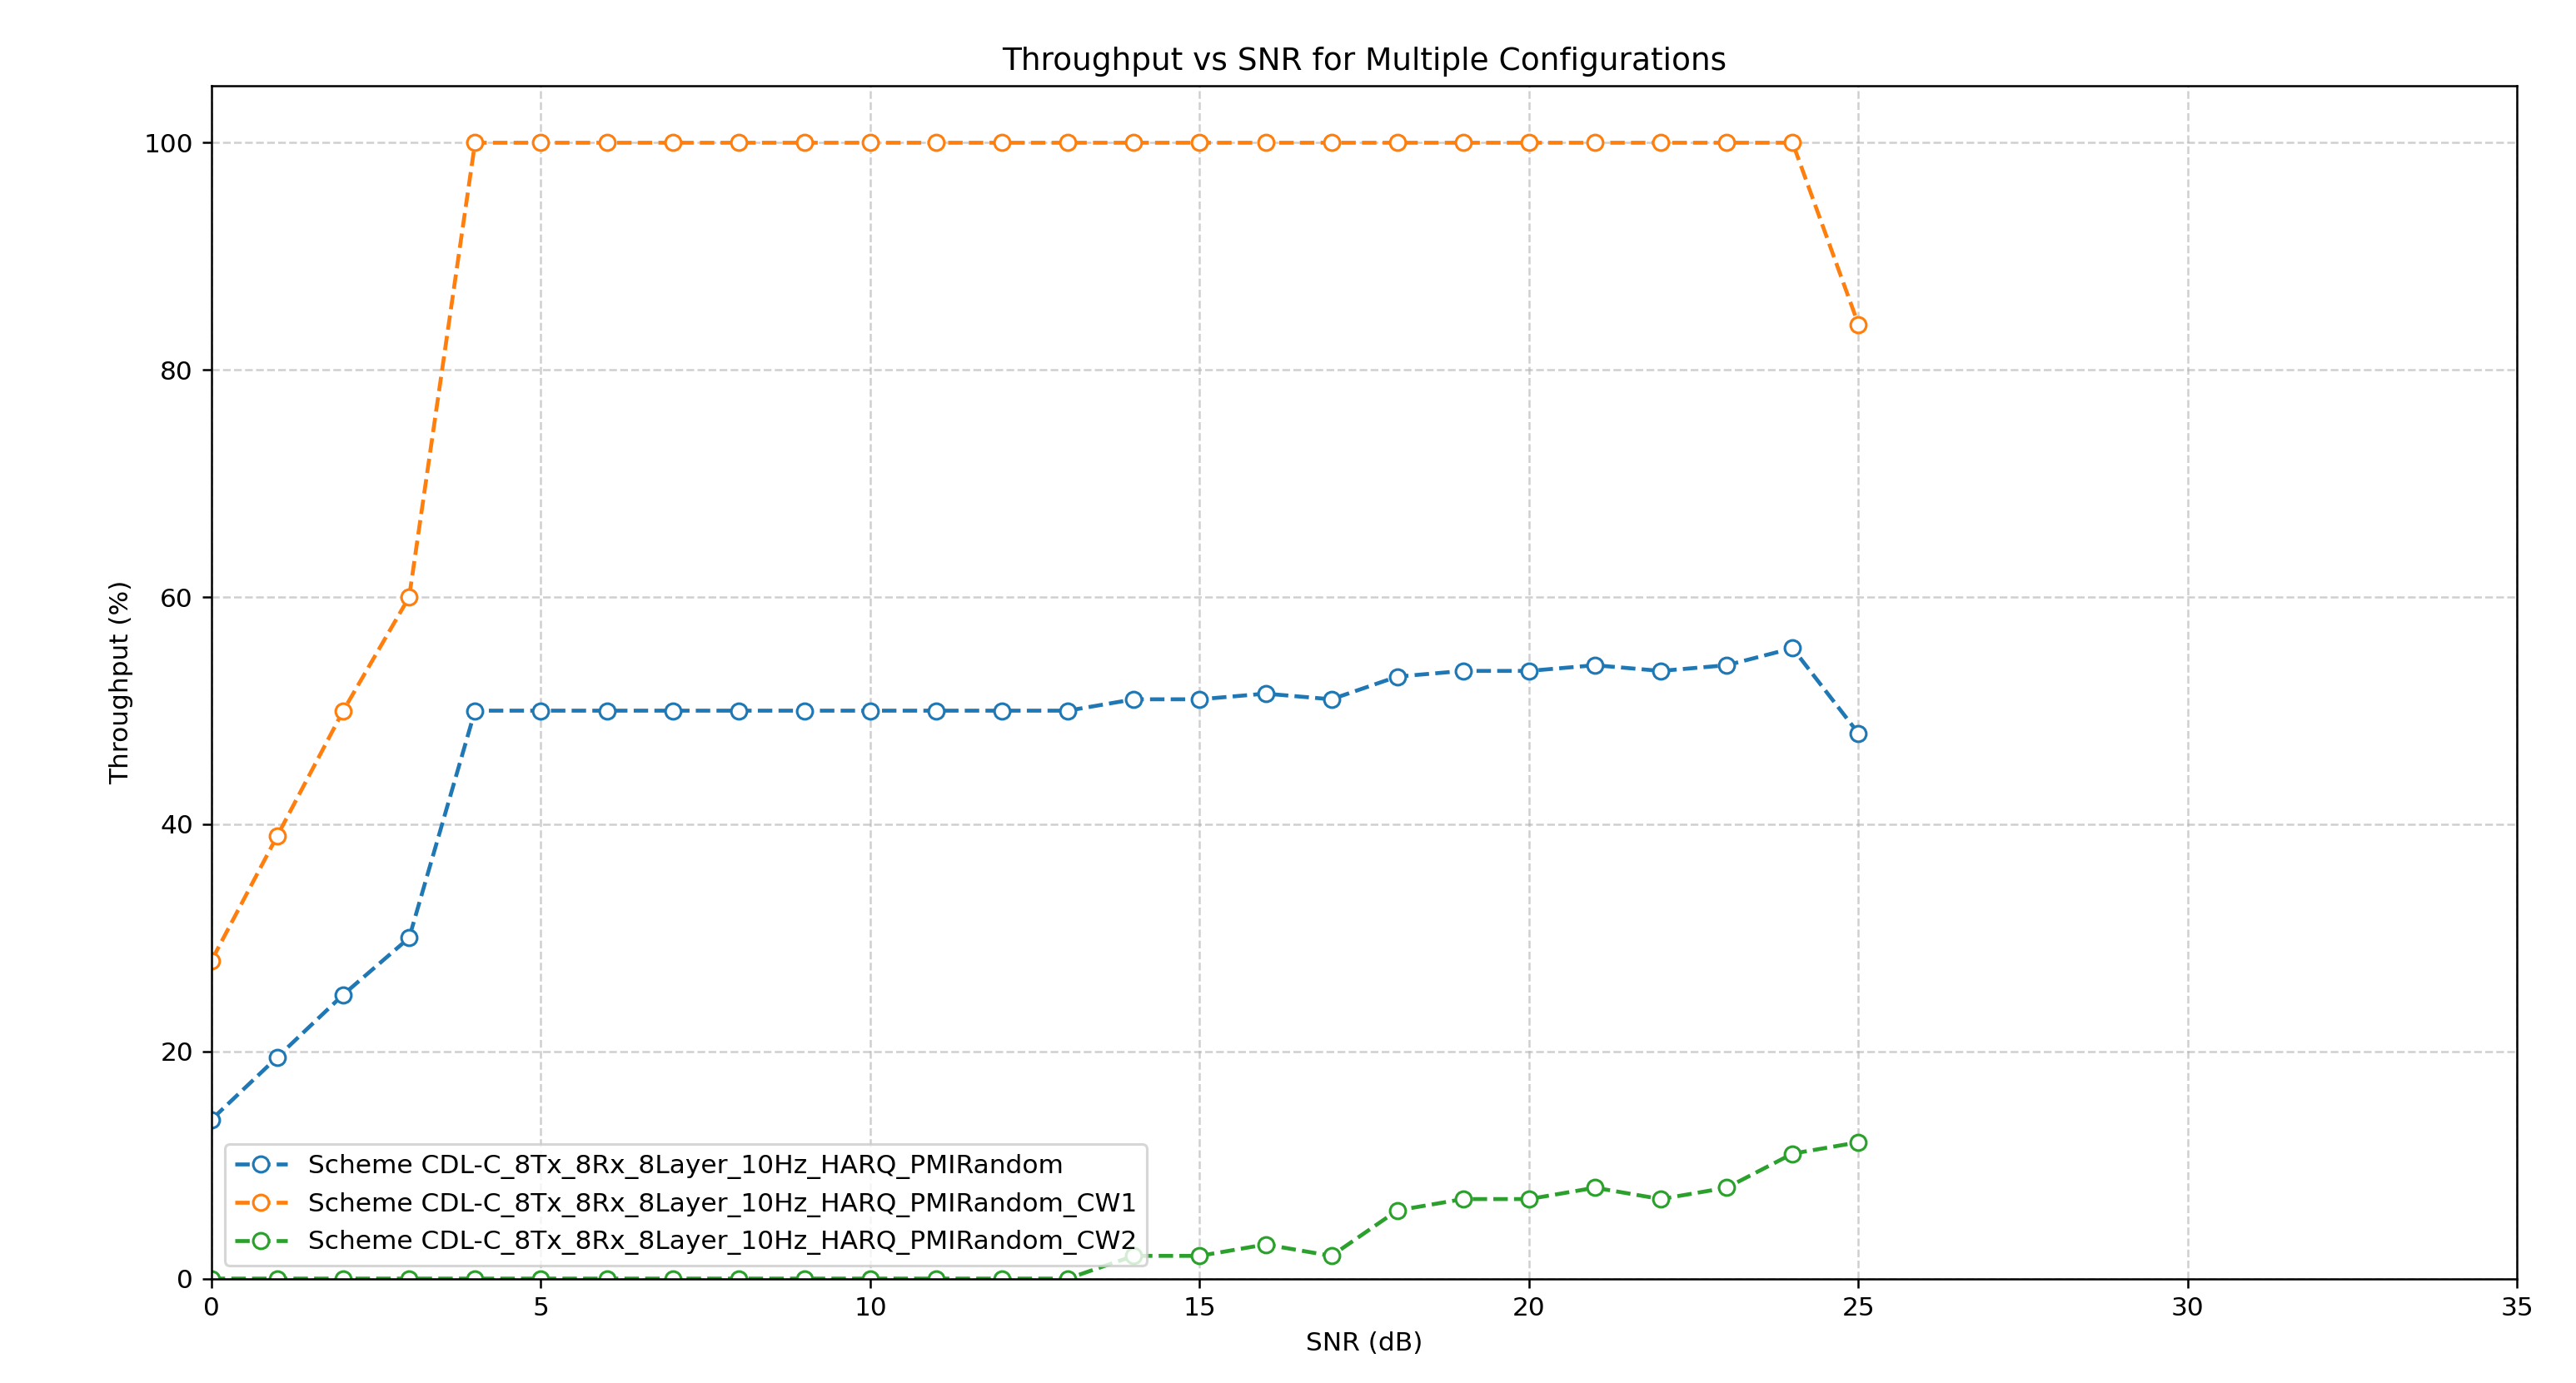 Throughput vs SNR for Multiple Configurations
100
80
60
40
20
0
Throughput (%)
Scheme CDL-C_8Tx_8Rx_8Layer_10Hz_HARQ_PMIRandom
Scheme CDL-C_8Tx_8Rx_8Layer_10Hz_HARQ_PMIRandom_CW1
Scheme CDL-C_8Tx_8Rx_8Layer_10Hz_HARQ_PMIRandom_CW2
0 5 10 15 20 25 30 35
SNR (dB)